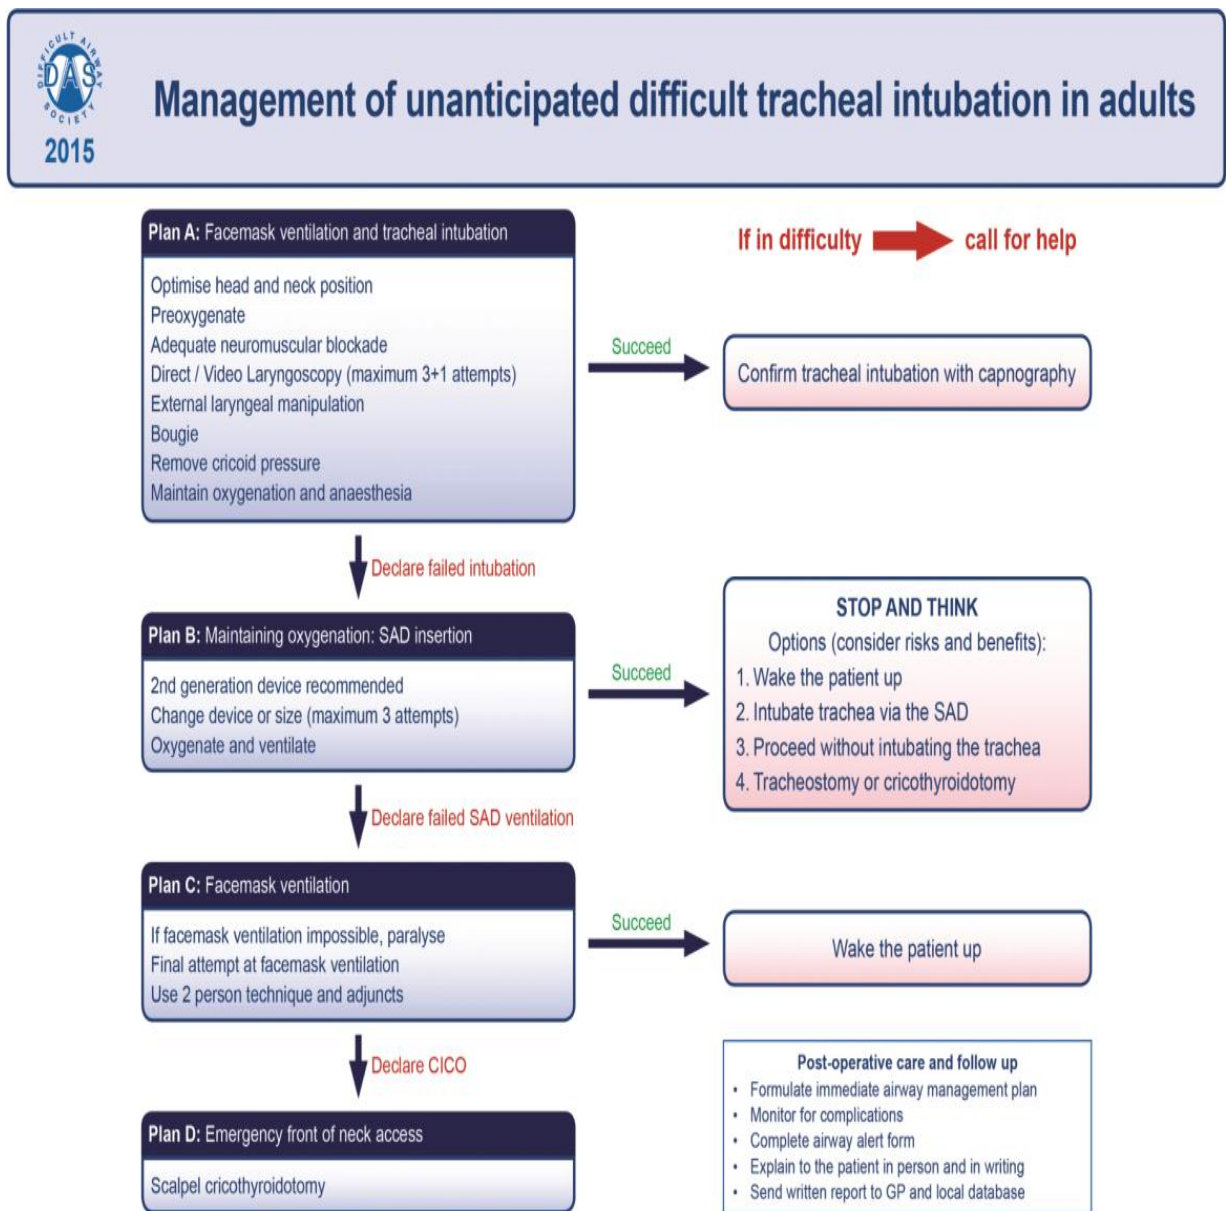 DIFFICULT AIRWAY SOCIETY
DAS
2015
Management of unanticipated difficult tracheal intubation in adults
Plan A: Facemask ventilation and tracheal intubation
Optimise head and neck position
Preoxygenate
Adequate neuromuscular blockade
Direct / Video Laryngoscopy (maximum 3+1 attempts)
External laryngeal manipulation
Bougie
Remove cricoid pressure
Maintain oxygenation and anaesthesia
If in difficulty
call for help
Succeed
Confirm tracheal intubation with capnography
Declare failed intubation
Plan B: Maintaining oxygenation: SAD insertion
2nd generation device recommended
Change device or size (maximum 3 attempts)
Oxygenate and ventilate
Succeed
STOP AND THINK
Options (consider risks and benefits):
1. Wake the patient up
2. Intubate trachea via the SAD
3. Proceed without intubating the trachea
4. Tracheostomy or cricothyroidotomy
Declare failed SAD ventilation
Plan C: Facemask ventilation
If facemask ventilation impossible, paralyse
Final attempt at facemask ventilation
Use 2 person technique and adjuncts
Succeed
Wake the patient up
Declare CICO
Plan D: Emergency front of neck access
Scalpel cricothyroidotomy
Post-operative care and follow up
• Formulate immediate airway management plan
• Monitor for complications
• Complete airway alert form
• Explain to the patient in person and in writing
• Send written report to GP and local database